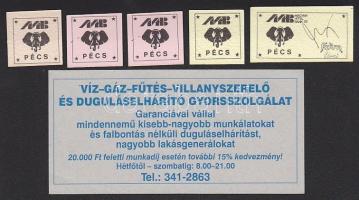 MB
PÉCS
MB
PÉCS
MB
PÉCS
MB
PÉCS
MB
PÉCS
VÍZ-GÁZ-FŰTÉS-VILLANYSZERELŐ
ÉS DUGULÁSELHÁRÍTÓ GYORSSZOLGÁLAT
Garanciával vállal
mindennemű kisebb-nagyobb munkálatokat
és falbontás nélküli duguláselhárítást,
nagyobb lakásgenerálokat
20.000 Ft feletti munkadíj esetén további 15% kedvezmény!
Hétfőtől – szombatig: 8.00–21.00
Tel.: 341-2863